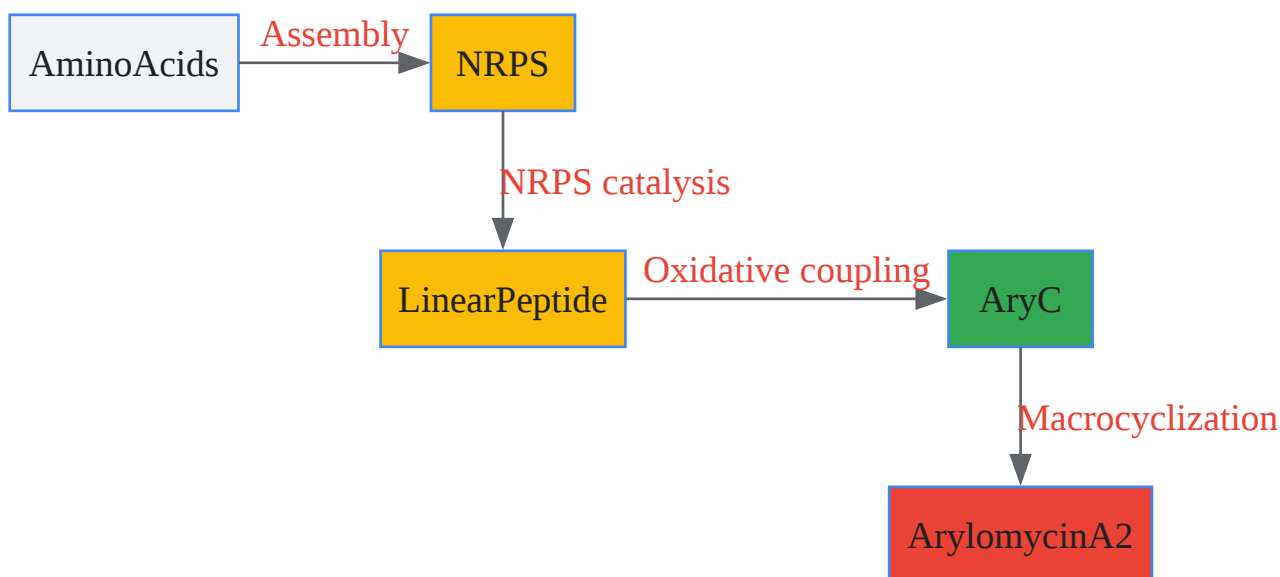 Assembly
AminoAcids
NRPS
NRPS catalysis
Oxidative coupling
LinearPeptide
AryC
Macrocyclization
ArylomycinA2